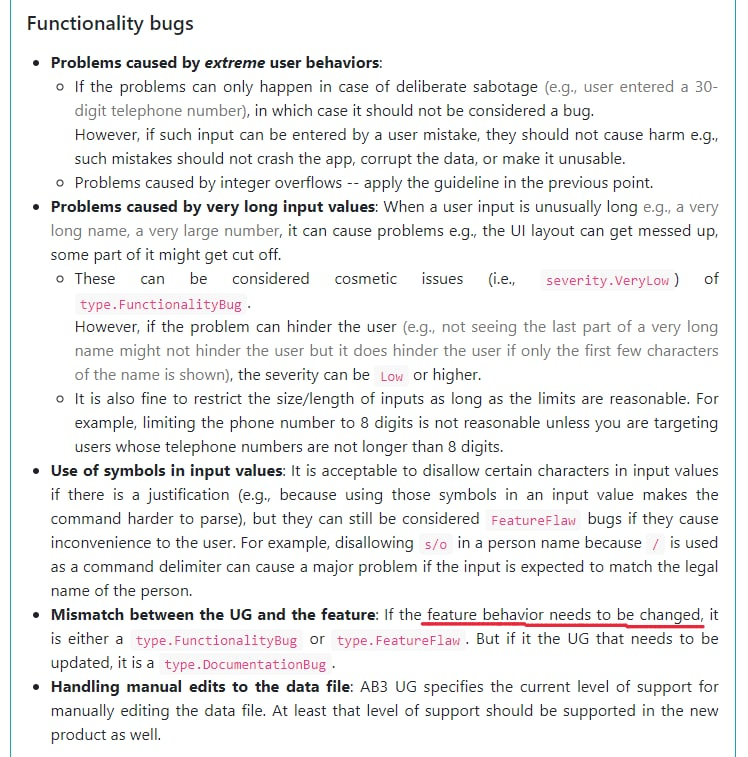 Functionality bugs
Problems caused by extreme user behaviors:
If the problems can only happen in case of deliberate sabotage (e.g., user entered a 30-
digit telephone number), in which case it should not be considered a bug.
However, if such input can be entered by a user mistake, they should not cause harm e.g.,
such mistakes should not crash the app, corrupt the data, or make it unusable.
Problems caused by integer overflows -- apply the guideline in the previous point.
Problems caused by very long input values: When a user input is unusually long e.g., a very
long name, a very large number, it can cause problems e.g., the UI layout can get messed up,
some part of it might get cut off.
These can be considered cosmetic issues (i.e., severity.VeryLow) of
type.FunctionalityBug.
However, if the problem can hinder the user (e.g., not seeing the last part of a very long
name might not hinder the user but it does hinder the user if only the first few characters
of the name is shown), the severity can be Low or higher.
It is also fine to restrict the size/length of inputs as long as the limits are reasonable. For
example, limiting the phone number to 8 digits is not reasonable unless you are targeting
users whose telephone numbers are not longer than 8 digits.
Use of symbols in input values: It is acceptable to disallow certain characters in input values
if there is a justification (e.g., because using those symbols in an input value makes the
command harder to parse), but they can still be considered FeatureFlaw bugs if they cause
inconvenience to the user. For example, disallowing s/o in a person name because / is used
as a command delimiter can cause a major problem if the input is expected to match the legal
name of the person.
Mismatch between the UG and the feature: If the feature behavior needs to be changed, it
is either a type.FunctionalityBug or type.FeatureFlaw. But if it the UG that needs to be
updated, it is a type.DocumentationBug.
Handling manual edits to the data file: AB3 UG specifies the current level of support for
manually editing the data file. At least that level of support should be supported in the new
product as well.